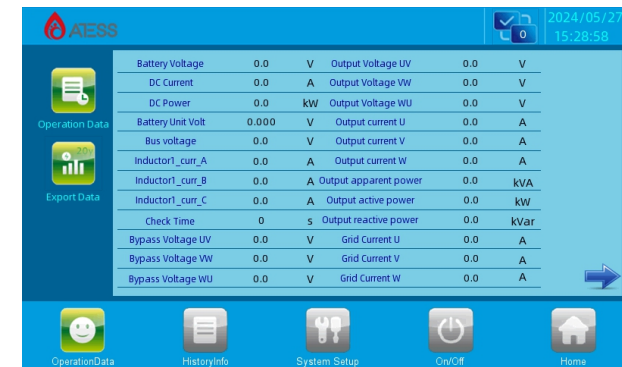 ATESS
0
2024/05/27
15:28:58
Operation Data
Export Data
Battery Voltage 0.0 V Output Voltage UV 0.0 V
DC Current 0.0 A Output Voltage VW 0.0 V
DC Power 0.0 kW Output Voltage WU 0.0 V
Battery Unit Volt 0.000 V Output current U 0.0 A
Bus voltage 0.0 V Output current V 0.0 A
Inductor1_curr_A 0.0 A Output current W 0.0 A
Inductor1_curr_B 0.0 A Output apparent power 0.0 kVA
Inductor1_curr_C 0.0 A Output active power 0.0 kW
Check Time 0 s Output reactive power 0.0 kVar
Bypass Voltage UV 0.0 V Grid Current U 0.0 A
Bypass Voltage VW 0.0 V Grid Current V 0.0 A
Bypass Voltage WU 0.0 V Grid Current W 0.0 A
OperationData
HistoryInfo
System Setup
On/Off
Home